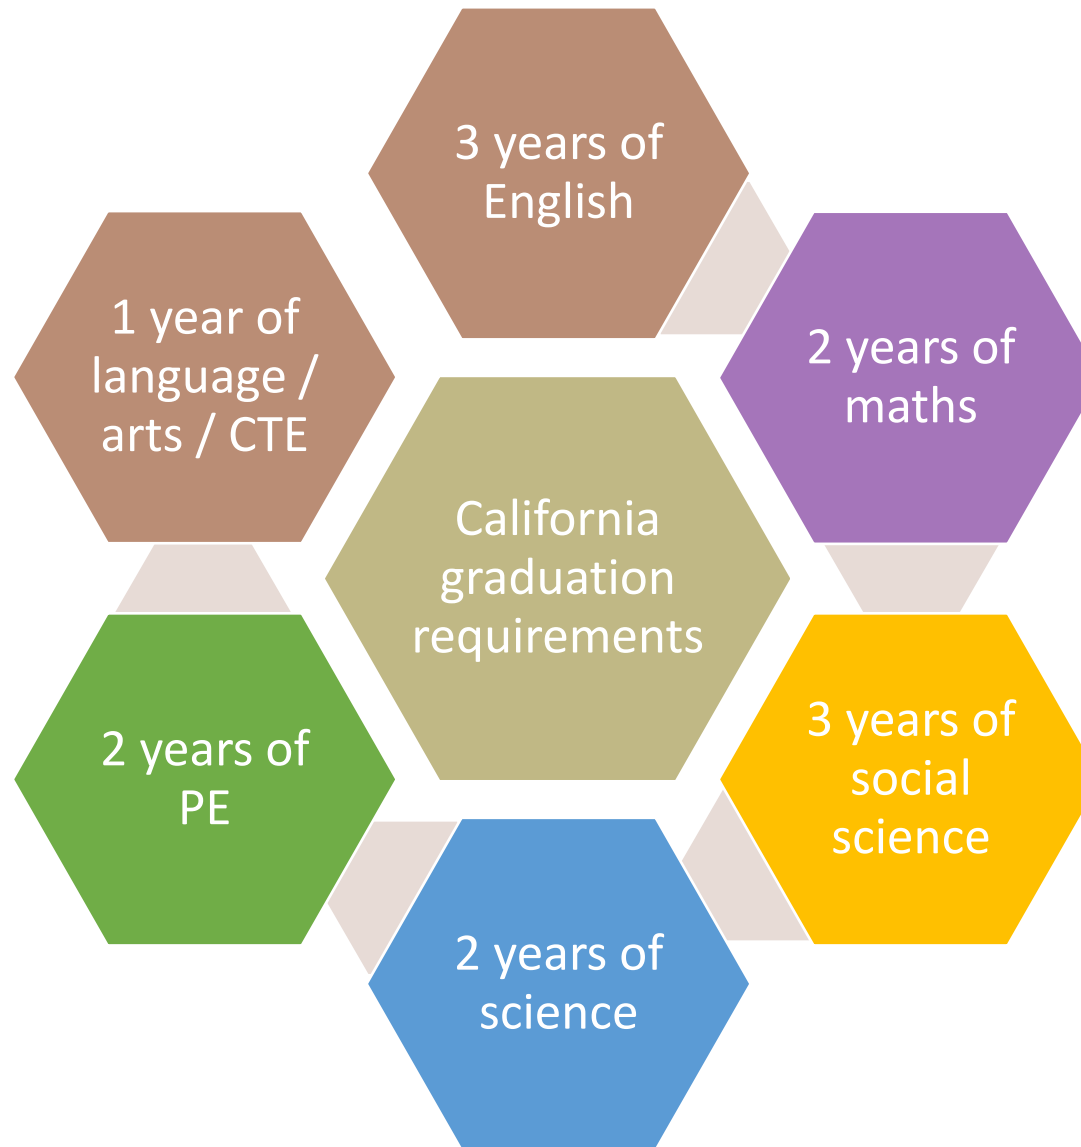 3 years of
English
2 years of
maths
3 years of
social
science
2 years of
science
2 years of
PE
1 year of
language /
arts / CTE
California
graduation
requirements